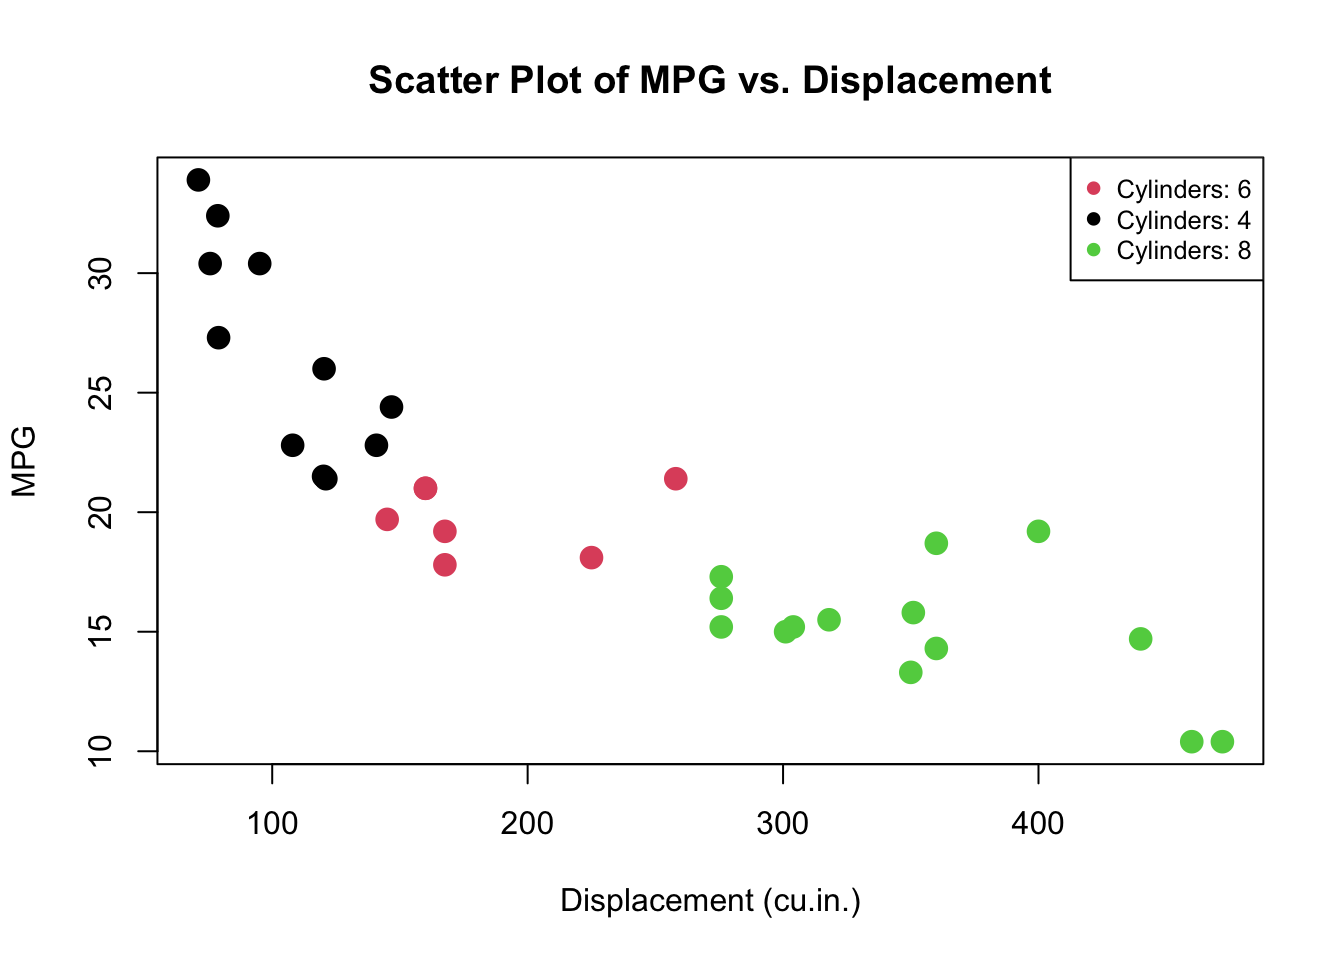 Scatter Plot of MPG vs. Displacement
Cylinders: 6
Cylinders: 4
Cylinders: 8
MPG
30
25
20
15
10
100 200 300 400
Displacement (cu.in.)